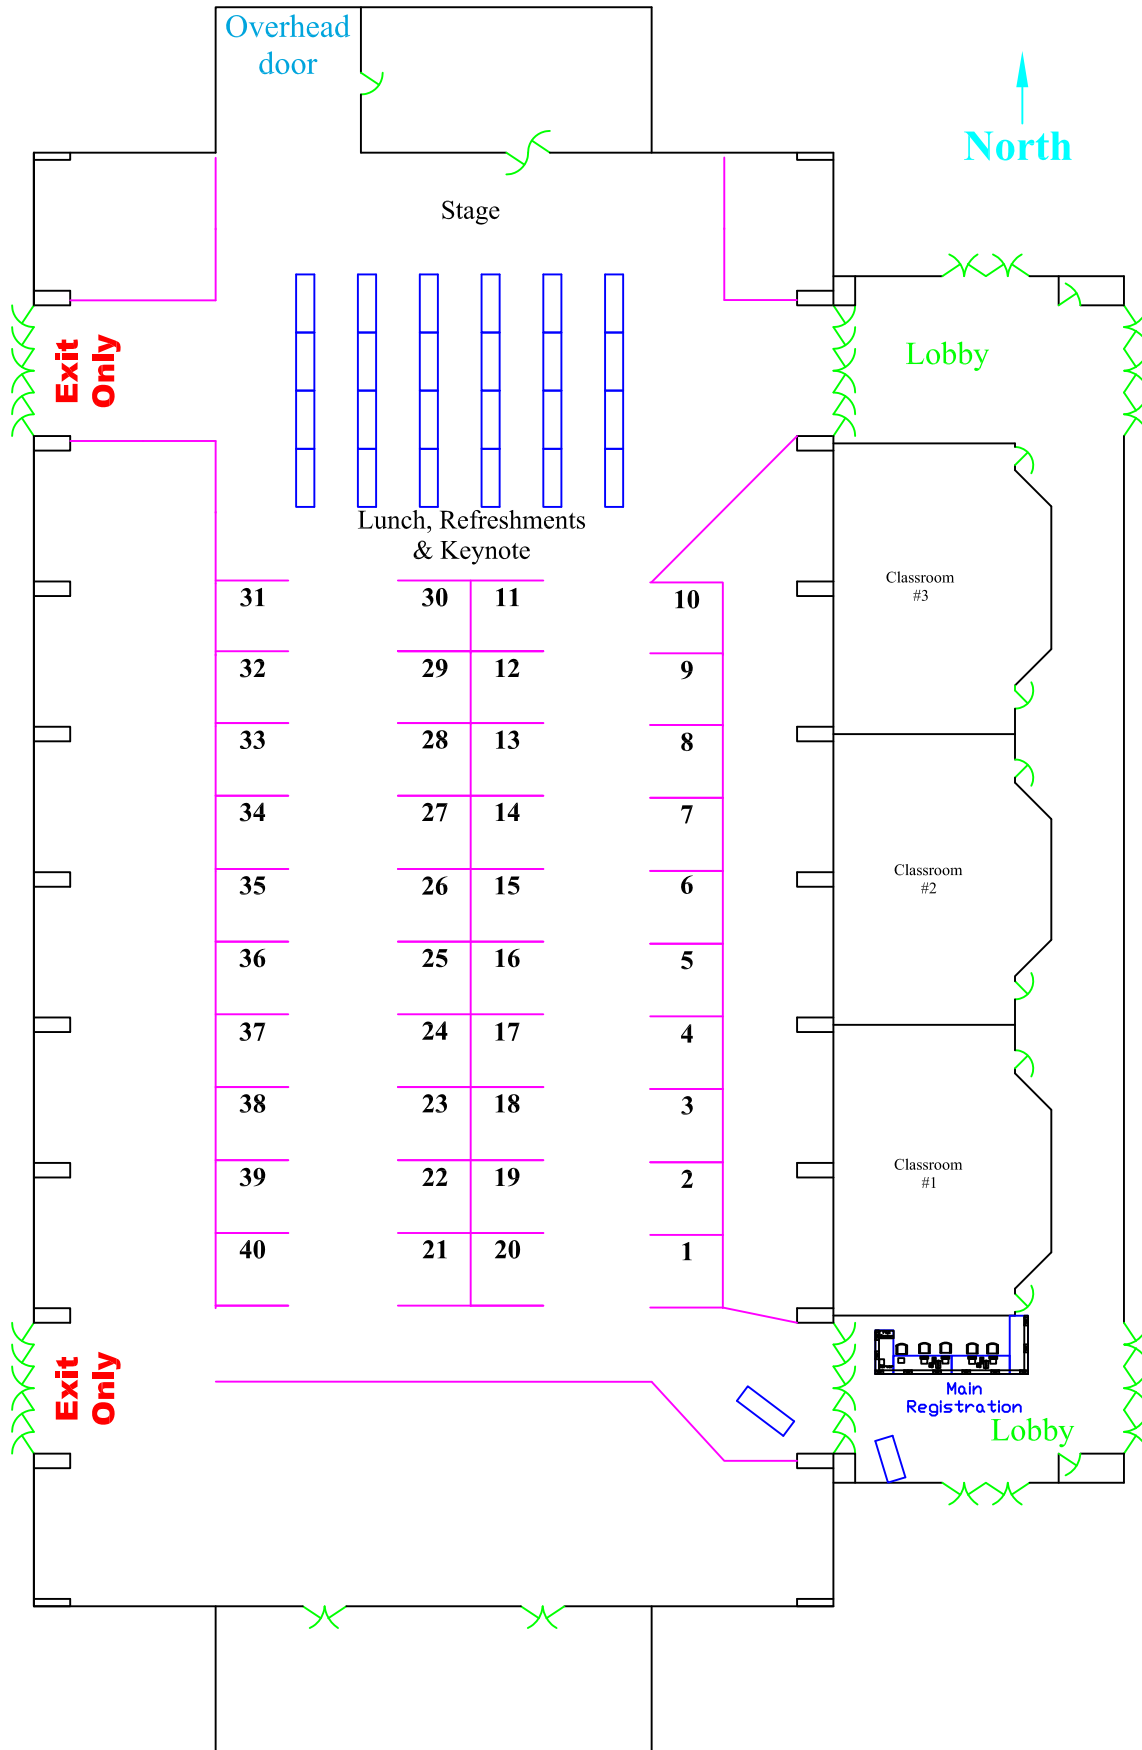 Overhead
door
North
Stage
Exit
Only
Lobby
Lunch, Refreshments
& Keynote
Classroom
#3
31 30 11 10
32 29 12 9
33 28 13 8
34 27 14 7
Classroom
#2
35 26 15 6
36 25 16 5
37 24 17 4
38 23 18 3
Classroom
#1
39 22 19 2
40 21 20 1
Exit
Only
Main
Registration
Lobby